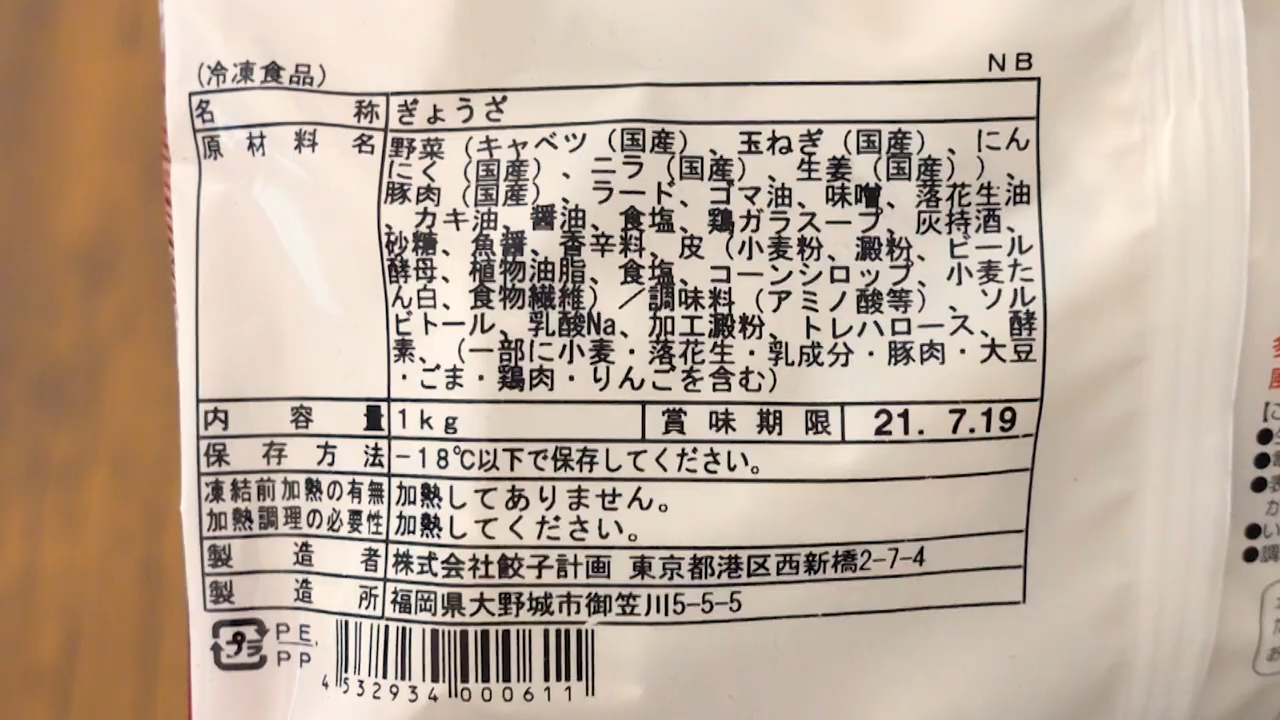 (冷凍食品)
NB
名称 ぎょうざ
原材料名 野菜（キャベツ（国産）、玉ねぎ（国産）、にん
にく（国産）、ニラ（国産）、生姜（国産））、
豚肉（国産）、ラード、ゴマ油、味噌、落花生油
、カキ油、醤油、食塩、鶏ガラスープ、灰持酒、
砂糖、魚醤、香辛料、皮（小麦粉、澱粉、ビール
酵母、植物油脂、食塩、コーンシロップ、小麦た
ん白、食物繊維）／調味料（アミノ酸等）、ソル
ビトール、乳酸Na、加工澱粉、トレハロース、酵
素、（一部に小麦・落花生・乳成分・豚肉・大豆
・ごま・鶏肉・りんごを含む）
内容量 1kg 賞味期限 21. 7.19
保存方法 -18℃以下で保存してください。
凍結前加熱の有無 加熱してありません。
加熱調理の必要性 加熱してください。
製造者 株式会社餃子計画 東京都港区西新橋2-7-4
製造所 福岡県大野城市御笠川5-5-5
プラ PE, PP
4532934000611